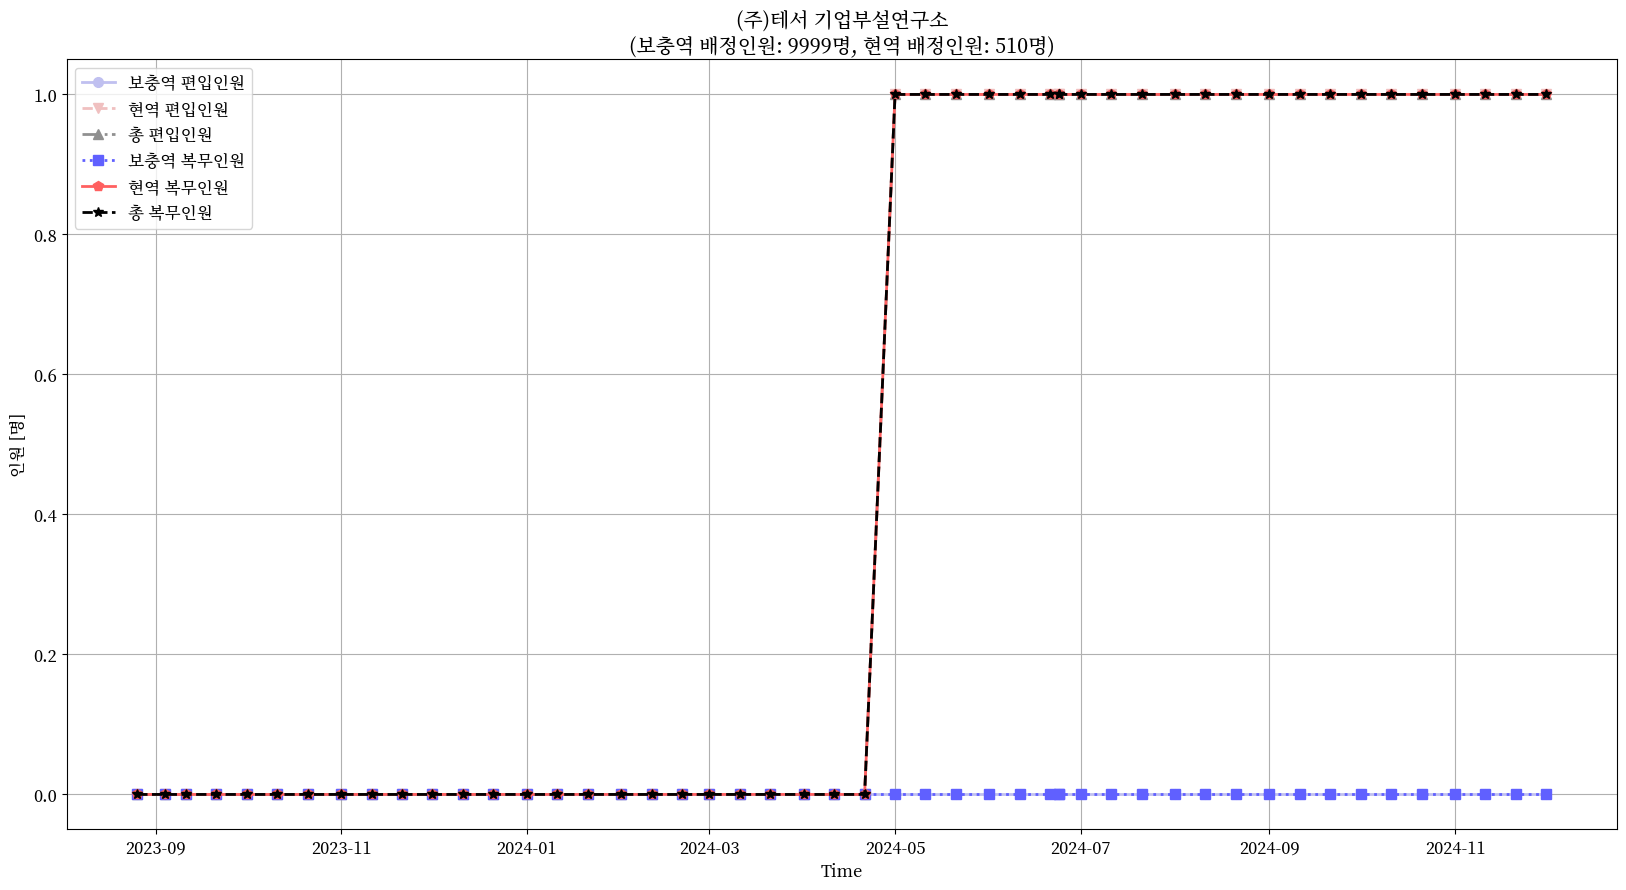 (주)테서 기업부설연구소
(보충역 배정인원: 9999명, 현역 배정인원: 510명)
보충역 편입인원
현역 편입인원
총 편입인원
보충역 복무인원
현역 복무인원
총 복무인원
인원 [명]
1.0
0.8
0.6
0.4
0.2
0.0
2023-09
2023-11
2024-01
2024-03
2024-05
2024-07
2024-09
2024-11
Time